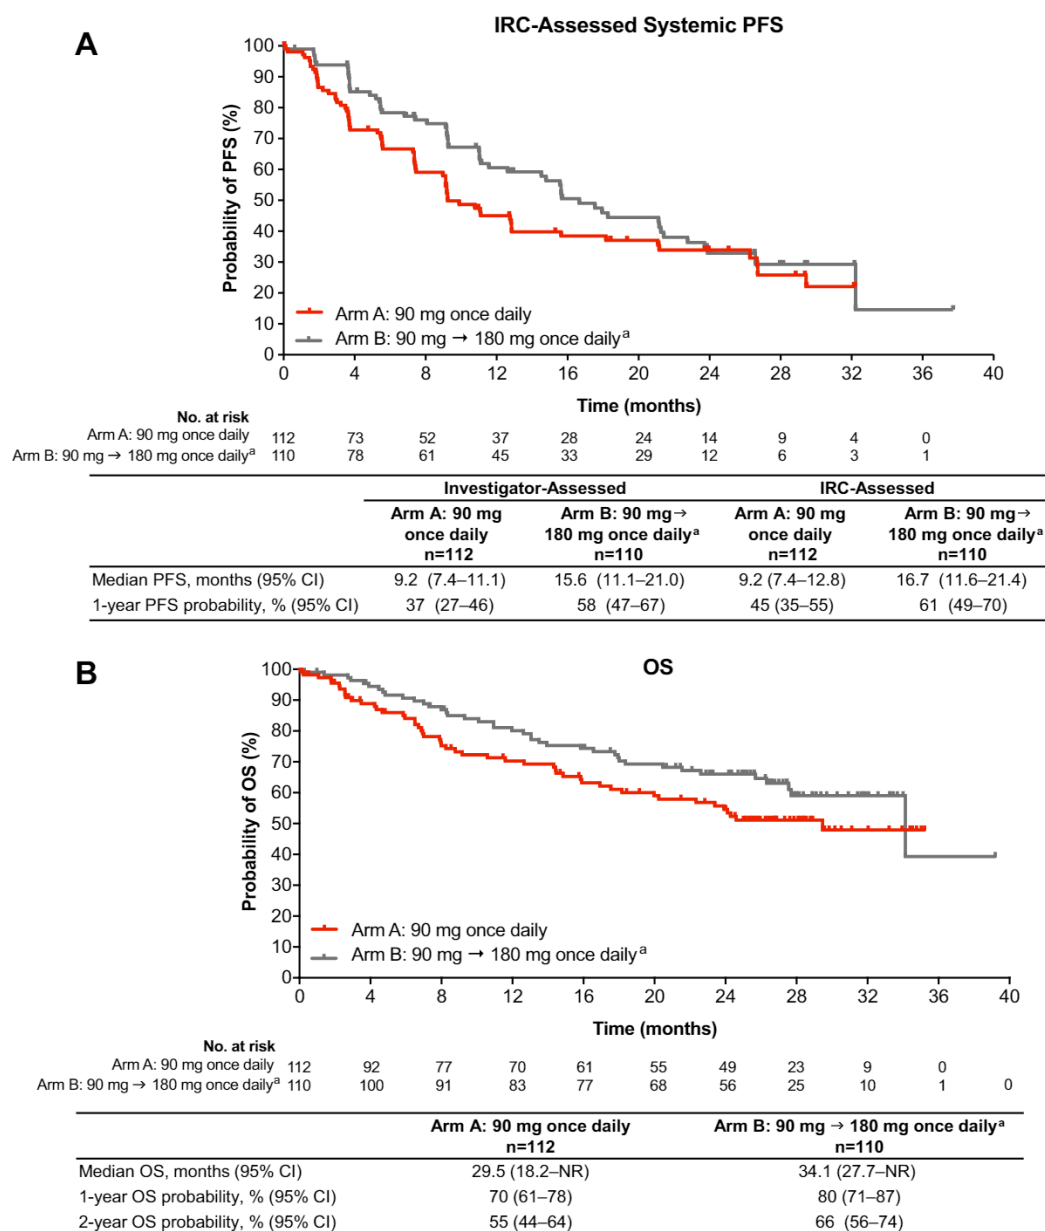 A
IRC-Assessed Systemic PFS
Probability of PFS (%)
100
90
80
70
60
50
40
30
20
10
0
Arm A: 90 mg once daily
Arm B: 90 mg → 180 mg once dailyᵃ
0 4 8 12 16 20 24 28 32 36 40
Time (months)
No. at risk
Arm A: 90 mg once daily 112 73 52 37 28 24 14 9 4 0
Arm B: 90 mg → 180 mg once dailyᵃ 110 78 61 45 33 29 12 6 3 1
Investigator-Assessed IRC-Assessed
Arm A: 90 mg Arm B: 90 mg→ Arm A: 90 mg Arm B: 90 mg→
once daily 180 mg once dailyᵃ once daily 180 mg once dailyᵃ
n=112 n=110 n=112 n=110
Median PFS, months (95% CI) 9.2 (7.4–11.1) 15.6 (11.1–21.0) 9.2 (7.4–12.8) 16.7 (11.6–21.4)
1-year PFS probability, % (95% CI) 37 (27–46) 58 (47–67) 45 (35–55) 61 (49–70)
B
OS
Probability of OS (%)
100
90
80
70
60
50
40
30
20
10
0
Arm A: 90 mg once daily
Arm B: 90 mg → 180 mg once dailyᵃ
0 4 8 12 16 20 24 28 32 36 40
Time (months)
No. at risk
Arm A: 90 mg once daily 112 92 77 70 61 55 49 23 9 0
Arm B: 90 mg → 180 mg once dailyᵃ 110 100 91 83 77 68 56 25 10 1 0
Arm A: 90 mg once daily Arm B: 90 mg → 180 mg once dailyᵃ
n=112 n=110
Median OS, months (95% CI) 29.5 (18.2–NR) 34.1 (27.7–NR)
1-year OS probability, % (95% CI) 70 (61–78) 80 (71–87)
2-year OS probability, % (95% CI) 55 (44–64) 66 (56–74)